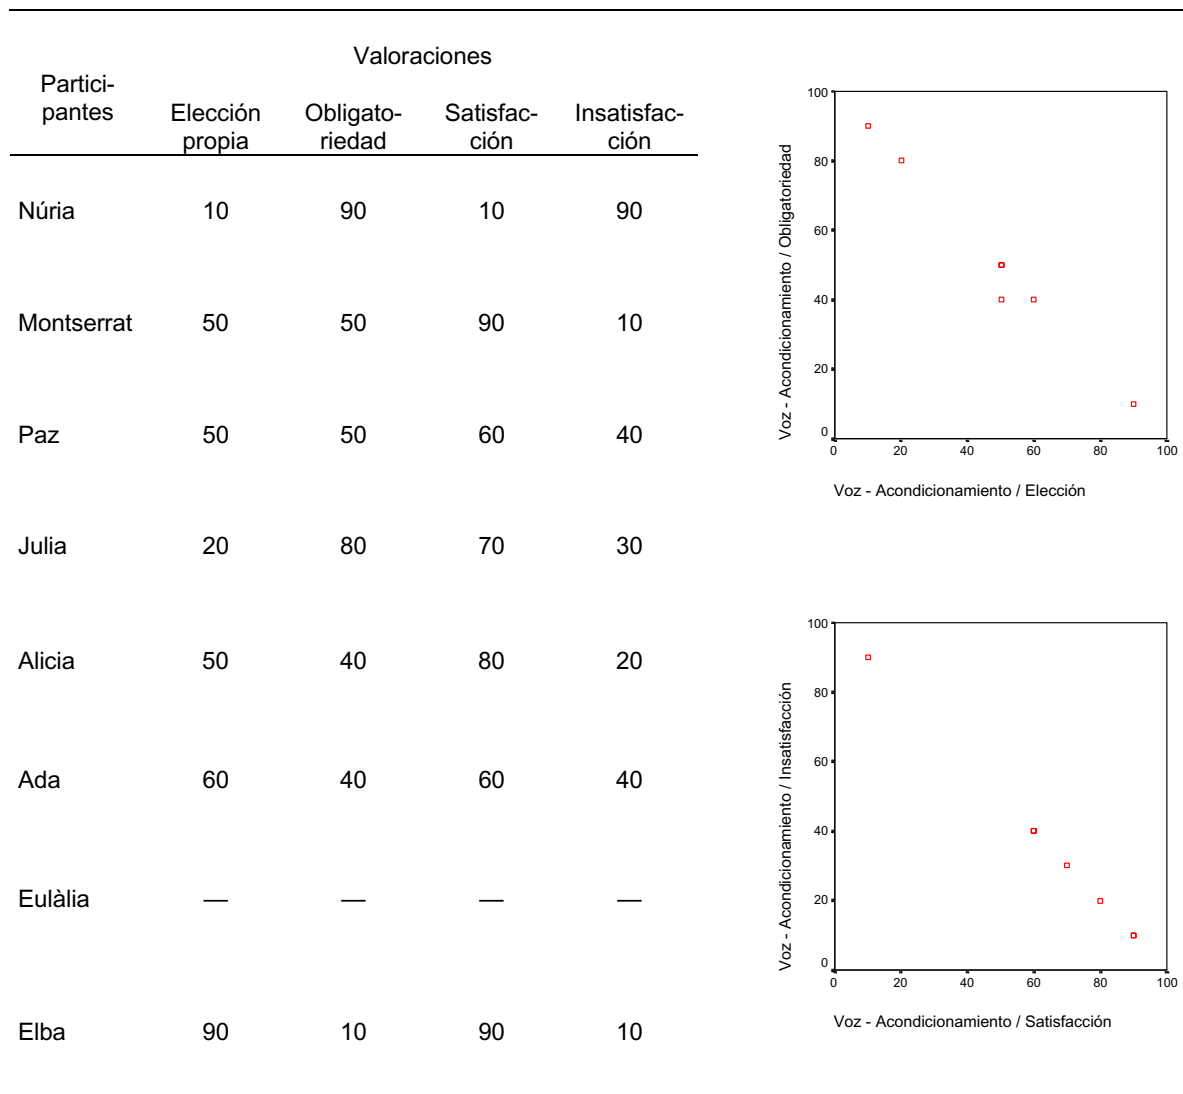 Valoraciones
Partici-
pantes
Elección
propia
Obligato-
riedad
Satisfac-
ción
Insatisfac-
ción
Núria 10 90 10 90
Montserrat 50 50 90 10
Paz 50 50 60 40
Julia 20 80 70 30
Alicia 50 40 80 20
Ada 60 40 60 40
Eulàlia — — — —
Elba 90 10 90 10
Voz - Acondicionamiento / Obligatoriedad
100
80
60
40
20
0
0 20 40 60 80 100
Voz - Acondicionamiento / Elección
Voz - Acondicionamiento / Insatisfacción
100
80
60
40
20
0
0 20 40 60 80 100
Voz - Acondicionamiento / Satisfacción